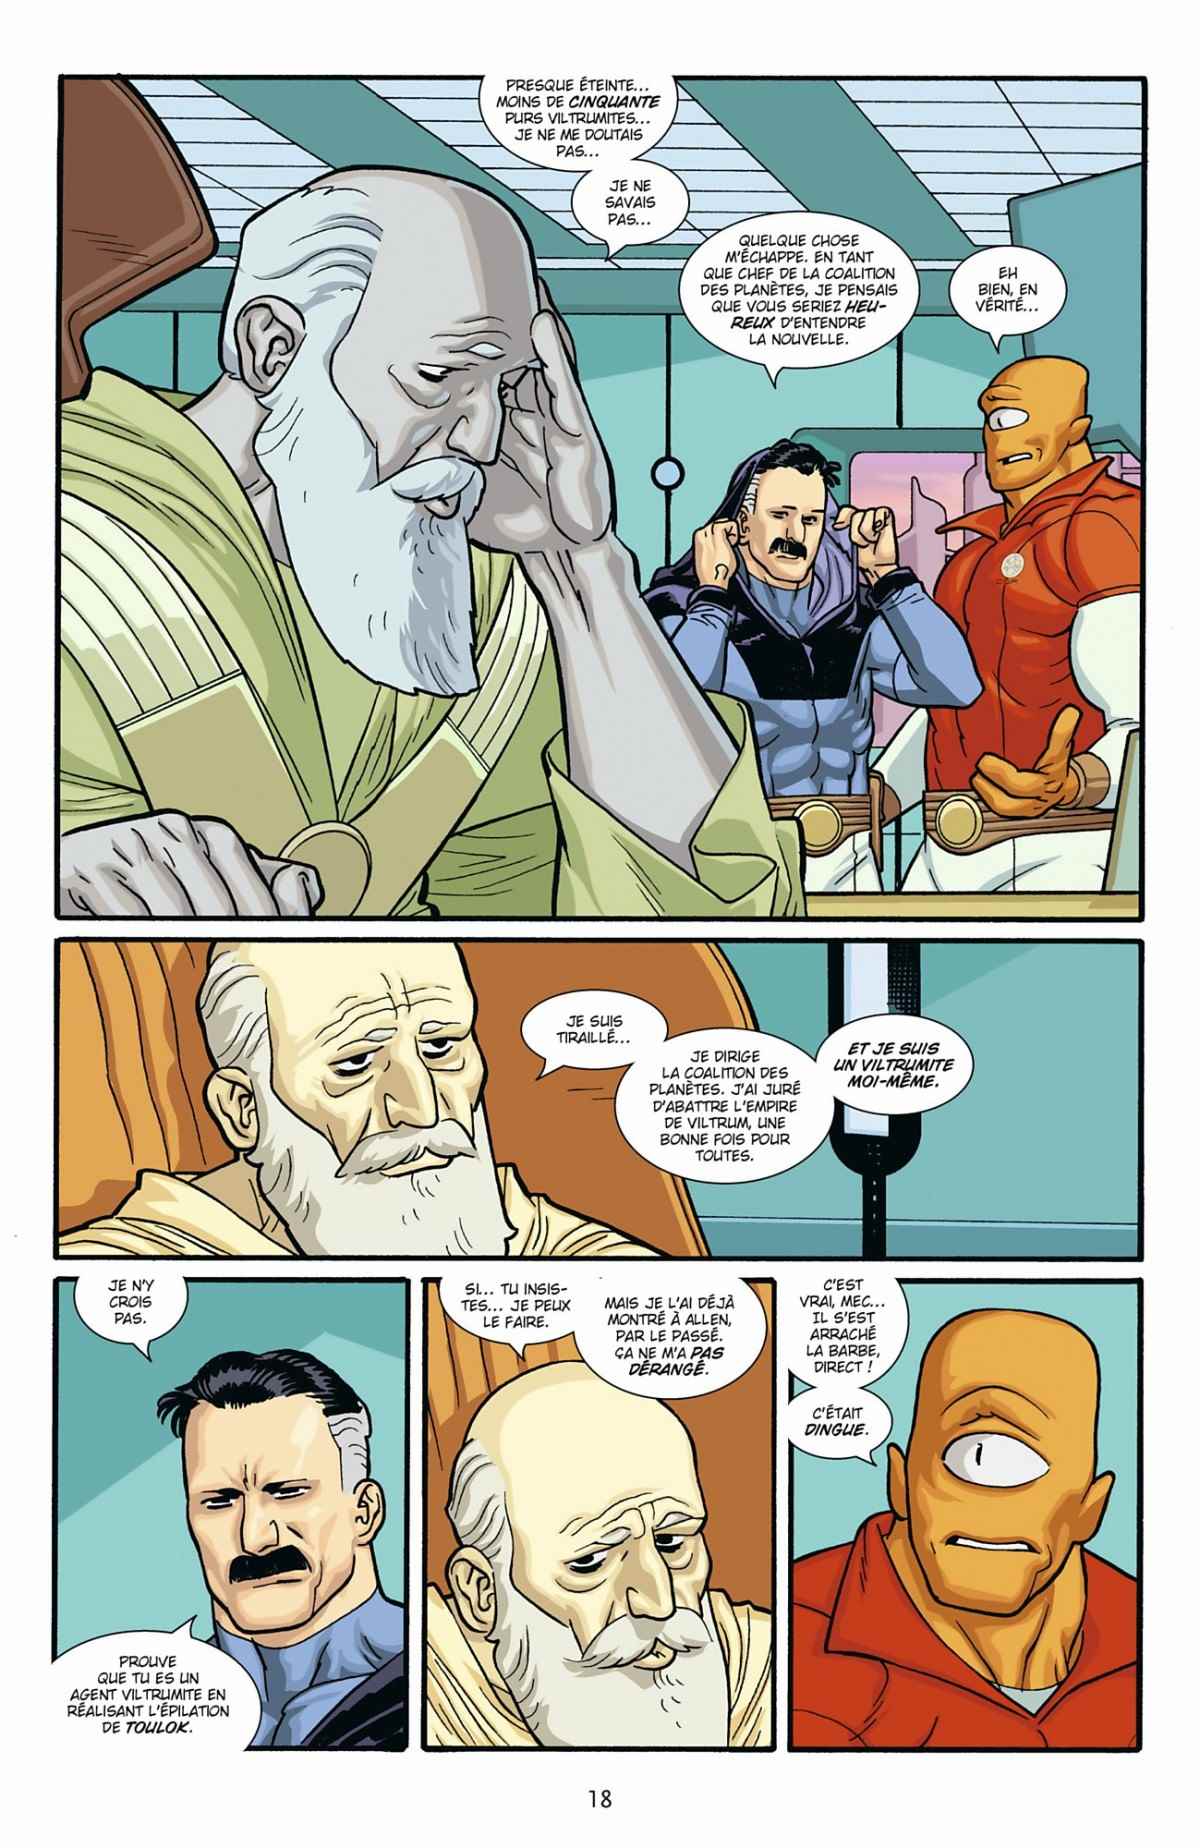 PRESQUE ÉTEINTE...
MOINS DE CINQUANTE
PURS VILTRUMITES...
JE NE ME DOUTAIS
PAS...
JE NE
SAVAIS
PAS...
QUELQUE CHOSE
M'ÉCHAPPE. EN TANT
QUE CHEF DE LA COALITION
DES PLANÈTES, JE PENSAIS
QUE VOUS SERIEZ HEU-
REUX D'ENTENDRE
LA NOUVELLE.
EH
BIEN, EN
VÉRITÉ...
JE SUIS
TIRAILLÉ...
JE DIRIGE
LA COALITION DES
PLANÈTES. J'AI JURÉ
D'ABATTRE L'EMPIRE
DE VILTRUM, UNE
BONNE FOIS POUR
TOUTES.
ET JE SUIS
UN VILTRUMITE
MOI-MÊME.
JE N'Y
CROIS
PAS.
PROUVE
QUE TU ES UN
AGENT VILTRUMITE EN
RÉALISANT L'ÉPILATION
DE TOULOK.
SI... TU INSIS-
TES... JE PEUX
LE FAIRE.
MAIS JE L'AI DÉJÀ
MONTRÉ À ALLEN,
PAR LE PASSÉ.
ÇA NE M'A PAS
DÉRANGÉ.
C'EST
VRAI, MEC...
IL S'EST
ARRACHÉ
LA BARBE,
DIRECT !
C'ÉTAIT
DINGUE.
18